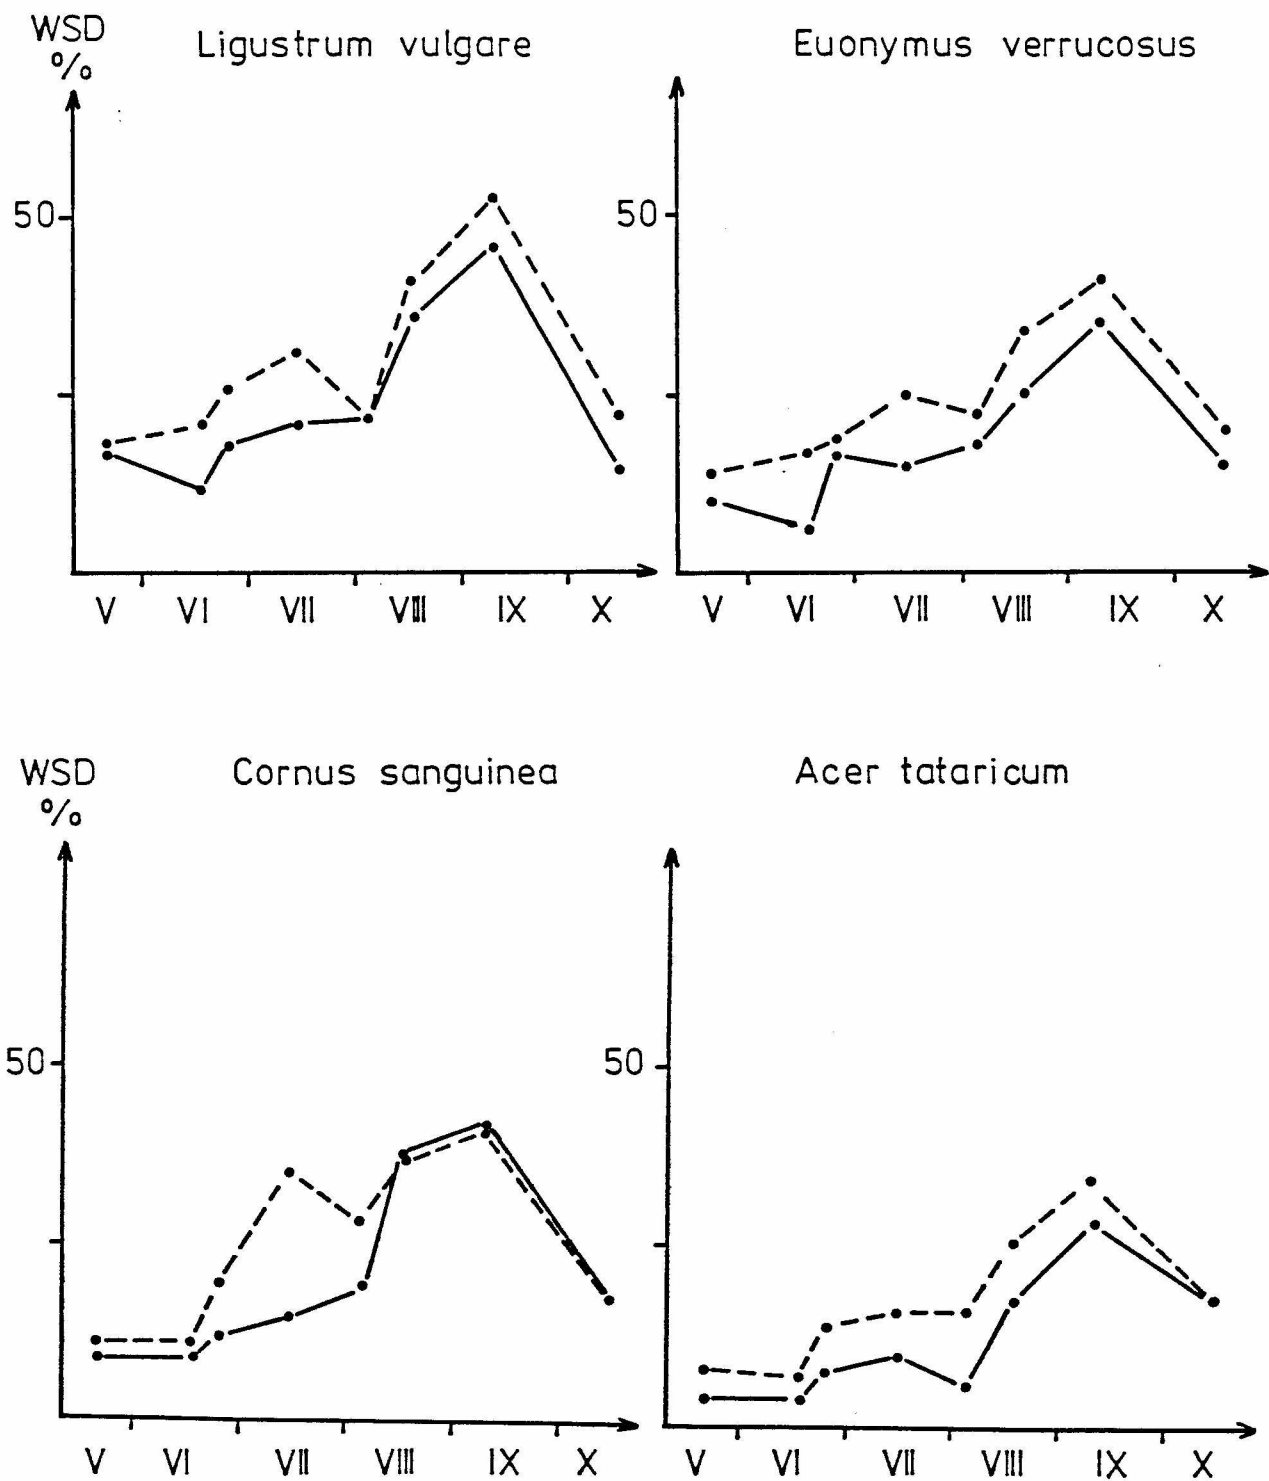 WSD
%
Ligustrum vulgare
Euonymus verrucosus
50
50
V VI VII VIII IX X
V VI VII VIII IX X
WSD
%
Cornus sanguinea
Acer tataricum
50
50
V VI VII VIII IX X
V VI VII VIII IX X